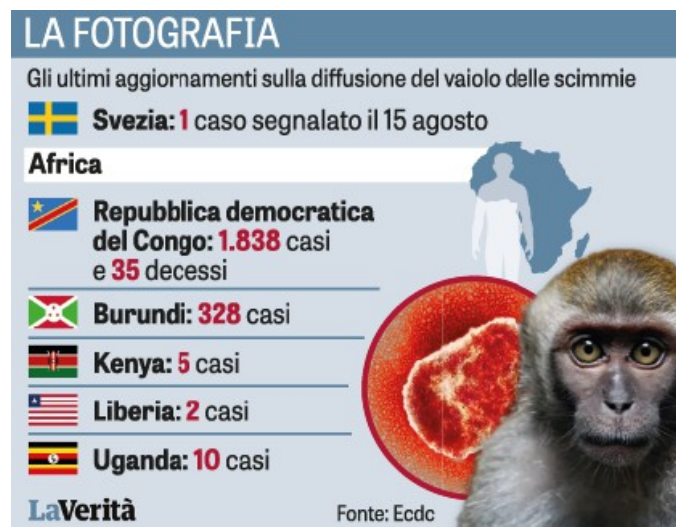 LA FOTOGRAFIA
Gli ultimi aggiornamenti sulla diffusione del vaiolo delle scimmie
Svezia: 1 caso segnalato il 15 agosto
Africa
Repubblica democratica
del Congo: 1.838 casi
e 35 decessi
Burundi: 328 casi
Kenya: 5 casi
Liberia: 2 casi
Uganda: 10 casi
LaVerità
Fonte: Ecdc